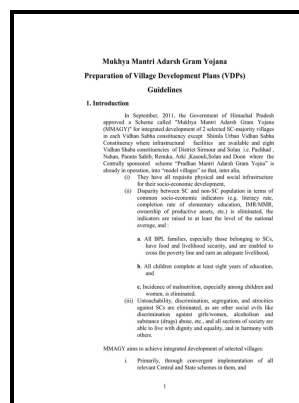 Mukhya Mantri Adarsh Gram Yojana
Preparation of Village Development Plans (VDPs)
Guidelines
1. Introduction
In September, 2011, the Government of Himachal Pradesh
approved a Scheme called "Mukhya Mantri Adarsh Gram Yojana
(MMAGY)" for integrated development of 2 selected SC-majority villages
in each Vidhan Sabha constituency except Shimla Urban Vidhan Sabha
Constituency where infrastructural facilities are available and eight
Vidhan Shaba constituencies of District Sirmour and Solan i.e. Pachhad ,
Nahan, Paonta Sahib, Renuka, Arki ,Kasouli,Solan and Doon where the
Centrally sponsored scheme "Pradhan Mantri Adarsh Gram Yojna" is
already in operation, into "model villages" so that, inter alia,
(i) They have all requisite physical and social infrastructure
for their socio-economic development,
(ii) Disparity between SC and non-SC population in terms of
common socio-economic indicators (e.g. literacy rate,
completion rate of elementary education, IMR/MMR,
ownership of productive assets, etc.) is eliminated, the
indicators are raised to at least the level of the national
average, and :
a. All BPL families, especially those belonging to SCs,
have food and livelihood security, and are enabled to
cross the poverty line and earn an adequate livelihood,
b. All children complete at least eight years of education,
and
c. Incidence of malnutrition, especially among children and
women, is eliminated.
(iii) Untouchability, discrimination, segregation, and atrocities
against SCs are eliminated, as are other social evils like
discrimination against girls/women, alcoholism and
substance (drugs) abuse, etc., and all sections of society are
able to live with dignity and equality, and in harmony with
others.
MMAGY aims to achieve integrated development of selected villages:
i. Primarily, through convergent implementation of all
relevant Central and State schemes in them, and
1